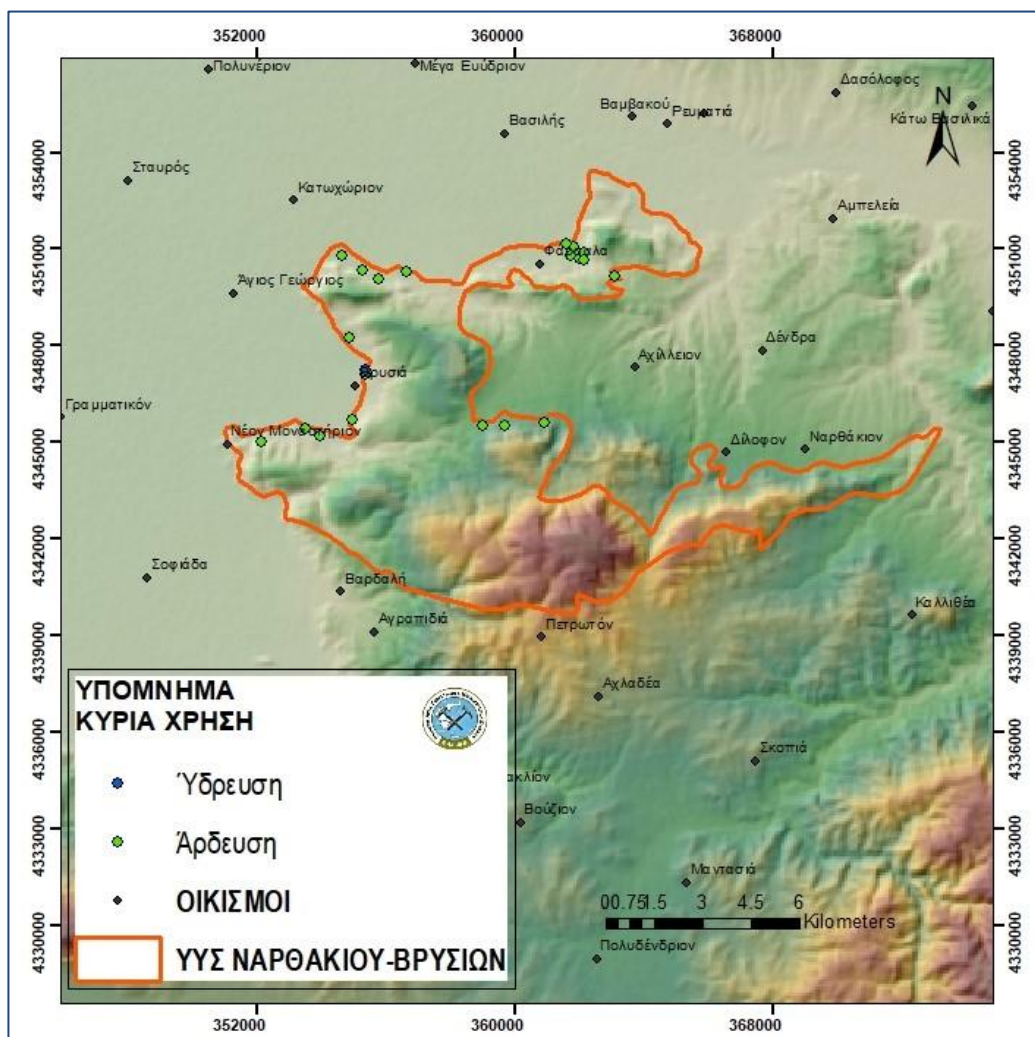 352000 360000 368000
Πολυνέριον
Μέγα Ευύδριον
Δασόλοφος
Βαμβακού
Ρευματιά
Κάτω Βασιλικά
Βασιλής
N
4354000 4354000
Σταυρός
Κατωχώριον
Αμπελεία
4351000 4351000
Άγιος Γεώργιος
4348000 4348000
Δένδρα
Αχίλλειον
Γραμματικόν
Νέον Μοναστήριον
4345000 4345000
Δίλοφον
Ναρθάκιον
4342000 4342000
Σοφιάδα
Βαρδαλή
Καλλιθέα
4339000 4339000
Αγραπιδιά
Πετρωτόν
Αχλαδέα
4336000 4336000
Σκοπιά
ΥΠΟΜΝΗΜΑ
ΚΥΡΙΑ ΧΡΗΣΗ
Ύδρευση
Άρδευση
ΟΙΚΙΣΜΟΙ
ΥΥΣ ΝΑΡΘΑΚΙΟΥ-ΒΡΥΣΙΩΝ
ακλίον
Βούζιον
4333000 4333000
Μαντασιά
0 0.75 1.5 3 4.5 6
Kilometers
4330000 4330000
Πολυδένδριον
352000 360000 368000